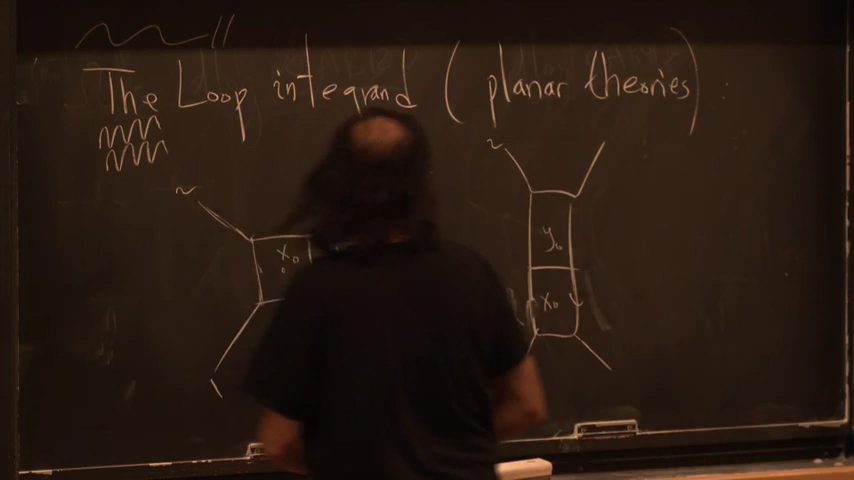 The Loop integrand ( planar theories) :
x₀
y₀
x₀